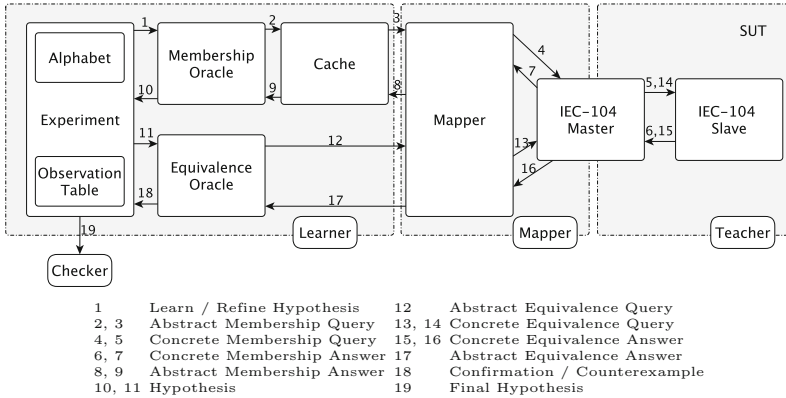 SUT
1
2
3
4
Alphabet
Membership
Oracle
Cache
7
5,14
10
9
8
Experiment
Mapper
IEC-104
Master
IEC-104
Slave
11
12
13
6,15
Equivalence
Oracle
Observation
Table
18
17
16
19
Learner
Mapper
Teacher
Checker
1 Learn / Refine Hypothesis 12 Abstract Equivalence Query
2, 3 Abstract Membership Query 13, 14 Concrete Equivalence Query
4, 5 Concrete Membership Query 15, 16 Concrete Equivalence Answer
6, 7 Concrete Membership Answer 17 Abstract Equivalence Answer
8, 9 Abstract Membership Answer 18 Confirmation / Counterexample
10, 11 Hypothesis 19 Final Hypothesis